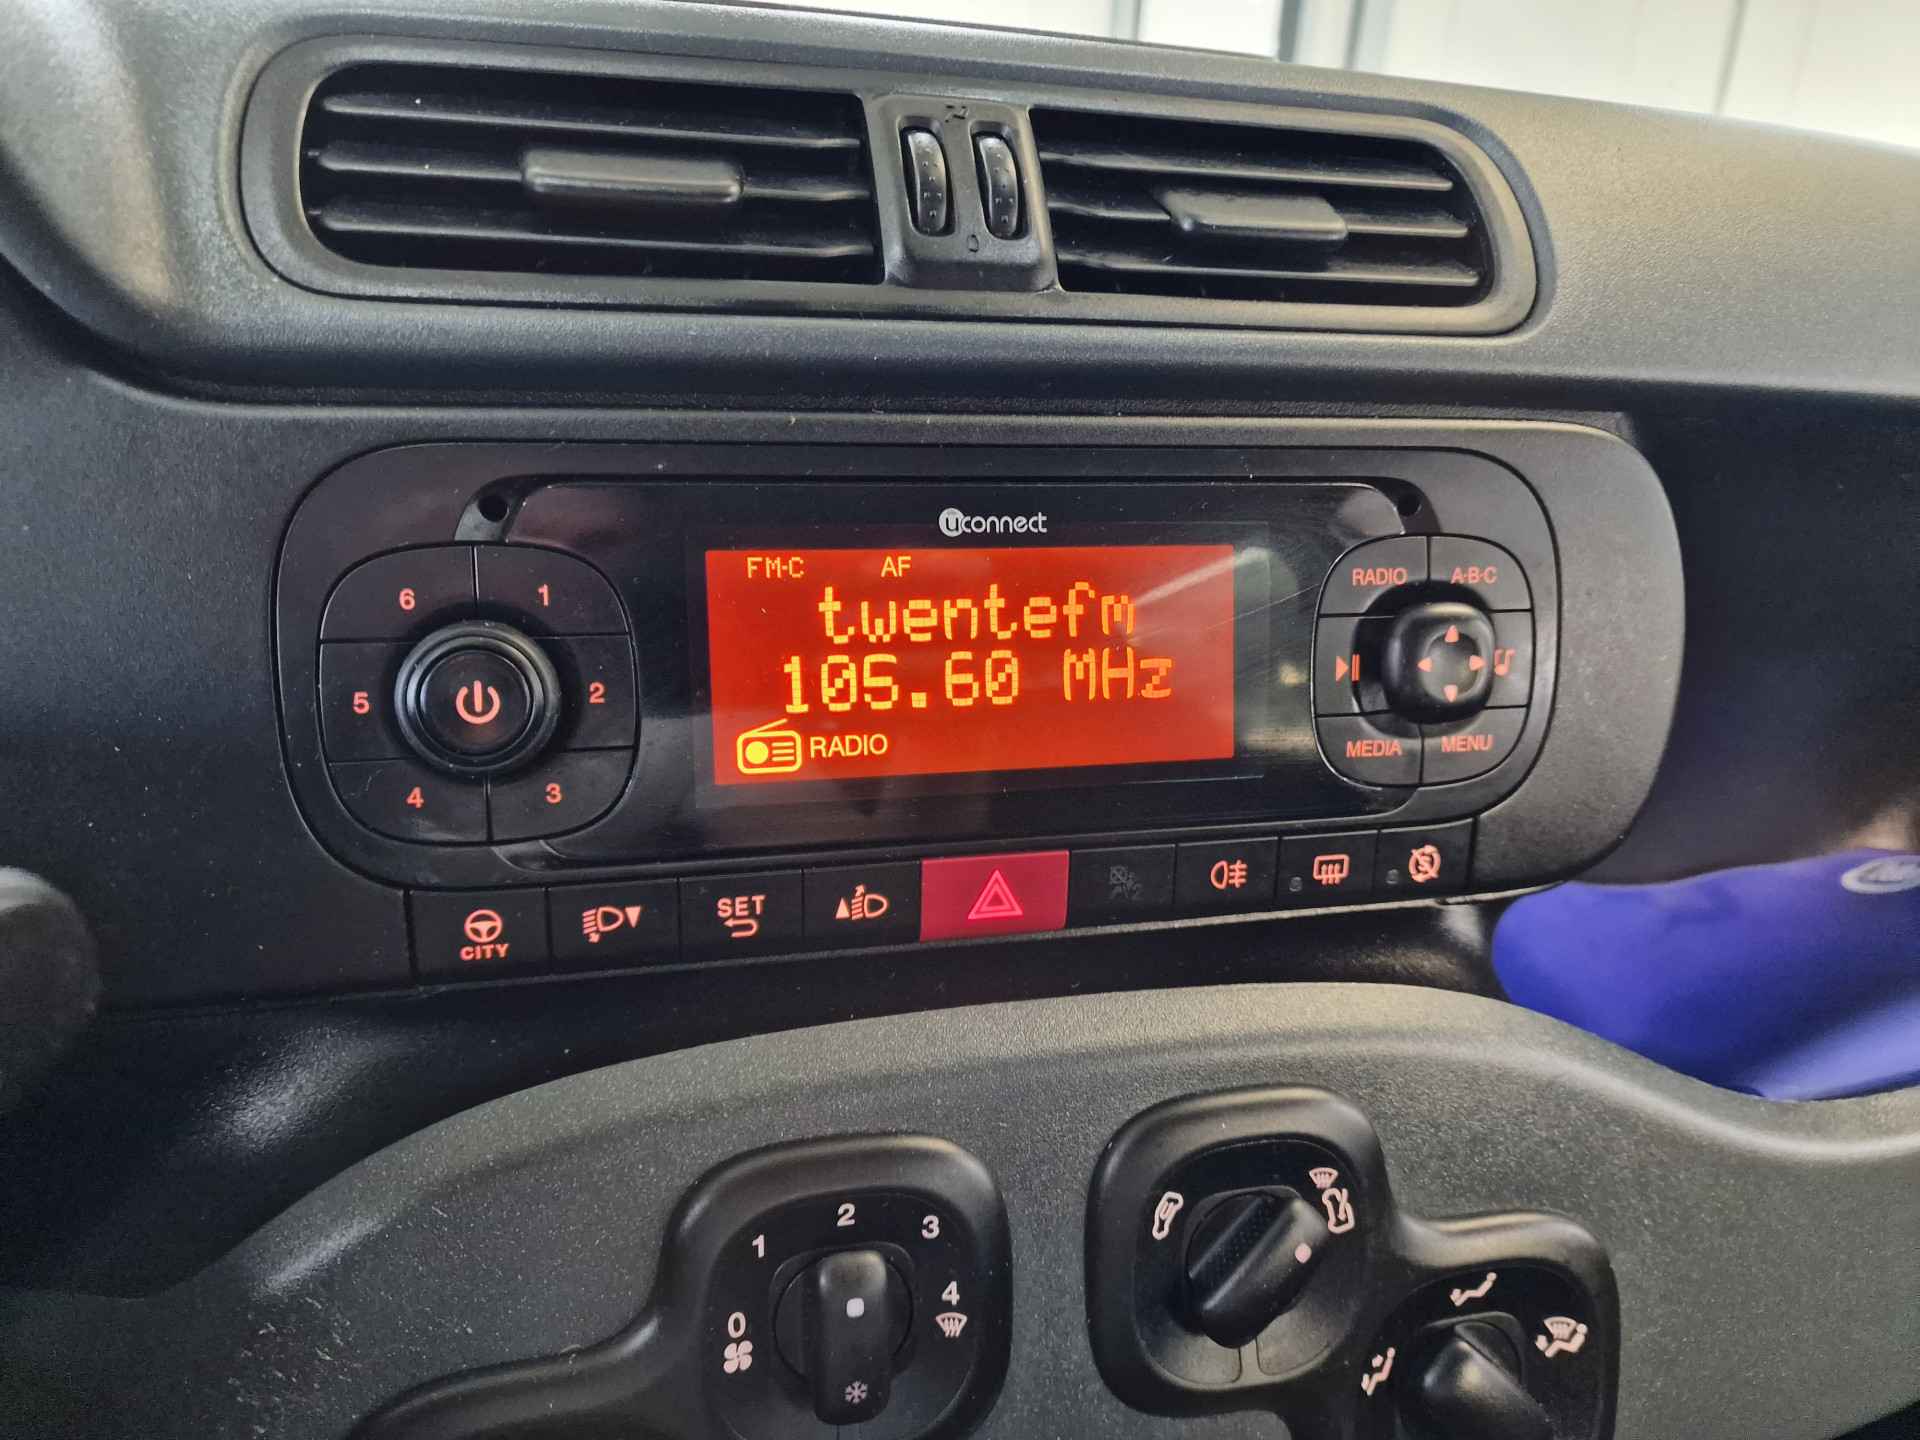 uconnect
FM-C AF
twentefm
105.60 MHz
RADIO
6 1
5 2
4 3
RADIO A·B·C
MEDIA MENU
CITY
SET
0 1 2 3 4